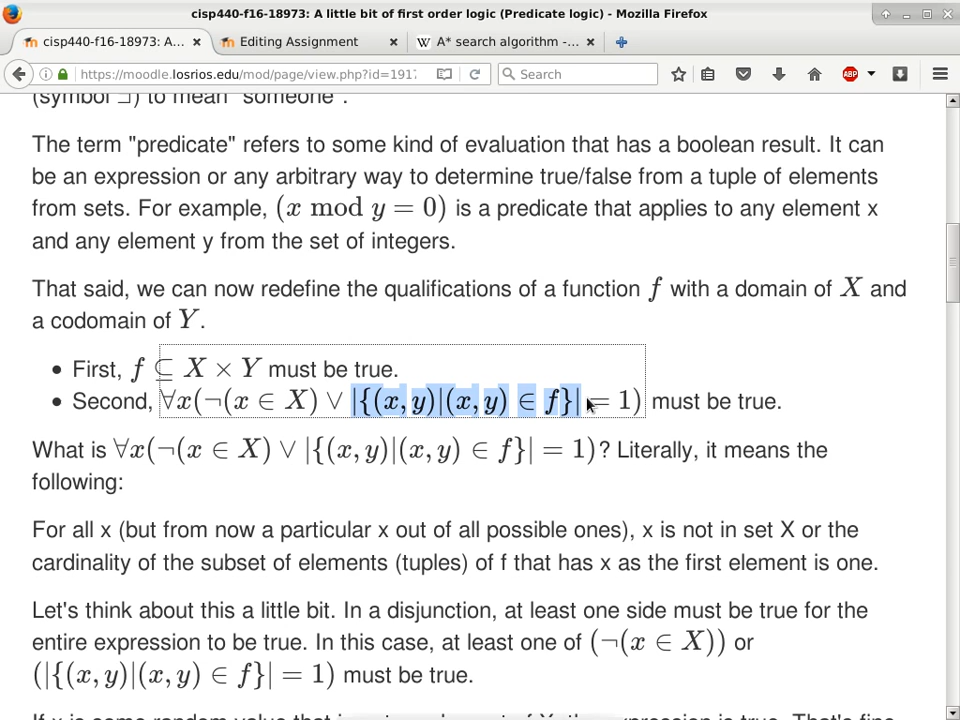 cisp440-f16-18973: A little bit of first order logic (Predicate logic) - Mozilla Firefox
cisp440-f16-18973: A... × Editing Assignment × W A* search algorithm -... ×
https://moodle.losrios.edu/mod/page/view.php?id=191 Search ABP
(symbol ∃) to mean "someone".
The term "predicate" refers to some kind of evaluation that has a boolean result. It can
be an expression or any arbitrary way to determine true/false from a tuple of elements
from sets. For example, (x mod y = 0) is a predicate that applies to any element x
and any element y from the set of integers.
That said, we can now redefine the qualifications of a function f with a domain of X and
a codomain of Y.
• First, f ⊆ X × Y must be true.
• Second, ∀x(¬(x ∈ X) ∨ |{(x, y)|(x, y) ∈ f}| = 1) must be true.
What is ∀x(¬(x ∈ X) ∨ |{(x, y)|(x, y) ∈ f}| = 1)? Literally, it means the
following:
For all x (but from now a particular x out of all possible ones), x is not in set X or the
cardinality of the subset of elements (tuples) of f that has x as the first element is one.
Let's think about this a little bit. In a disjunction, at least one side must be true for the
entire expression to be true. In this case, at least one of (¬(x ∈ X)) or
(|{(x, y)|(x, y) ∈ f}| = 1) must be true.